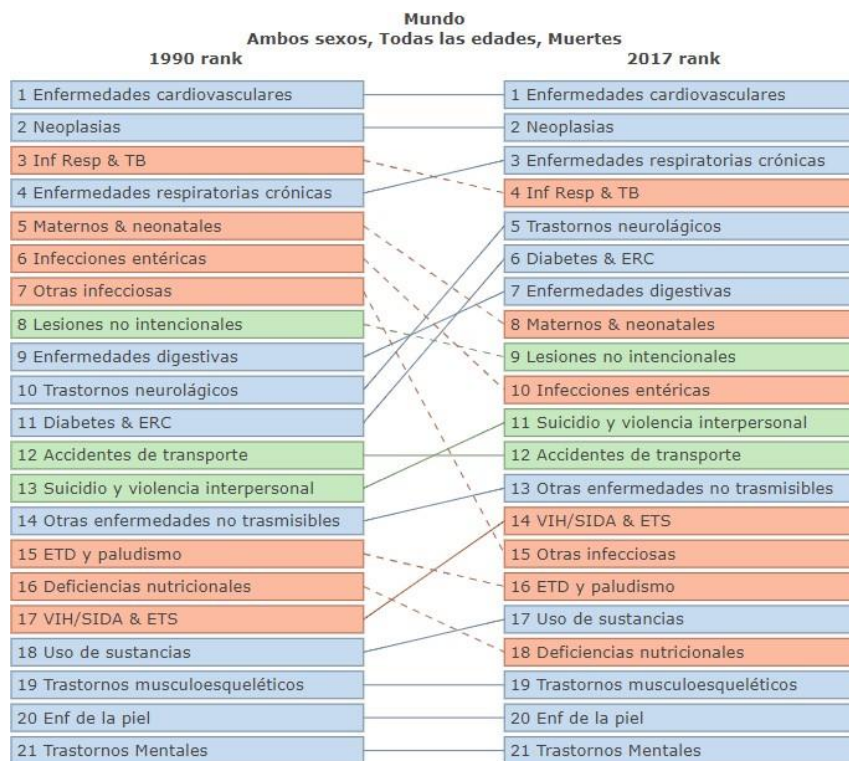 Mundo
Ambos sexos, Todas las edades, Muertes
1990 rank
2017 rank
1 Enfermedades cardiovasculares
2 Neoplasias
3 Inf Resp & TB
4 Enfermedades respiratorias crónicas
5 Maternos & neonatales
6 Infecciones entéricas
7 Otras infecciosas
8 Lesiones no intencionales
9 Enfermedades digestivas
10 Trastornos neurolágicos
11 Diabetes & ERC
12 Accidentes de transporte
13 Suicidio y violencia interpersonal
14 Otras enfermedades no trasmisibles
15 ETD y paludismo
16 Deficiencias nutricionales
17 VIH/SIDA & ETS
18 Uso de sustancias
19 Trastornos musculoesqueléticos
20 Enf de la piel
21 Trastornos Mentales
1 Enfermedades cardiovasculares
2 Neoplasias
3 Enfermedades respiratorias crónicas
4 Inf Resp & TB
5 Trastornos neurolágicos
6 Diabetes & ERC
7 Enfermedades digestivas
8 Maternos & neonatales
9 Lesiones no intencionales
10 Infecciones entéricas
11 Suicidio y violencia interpersonal
12 Accidentes de transporte
13 Otras enfermedades no trasmisibles
14 VIH/SIDA & ETS
15 Otras infecciosas
16 ETD y paludismo
17 Uso de sustancias
18 Deficiencias nutricionales
19 Trastornos musculoesqueléticos
20 Enf de la piel
21 Trastornos Mentales